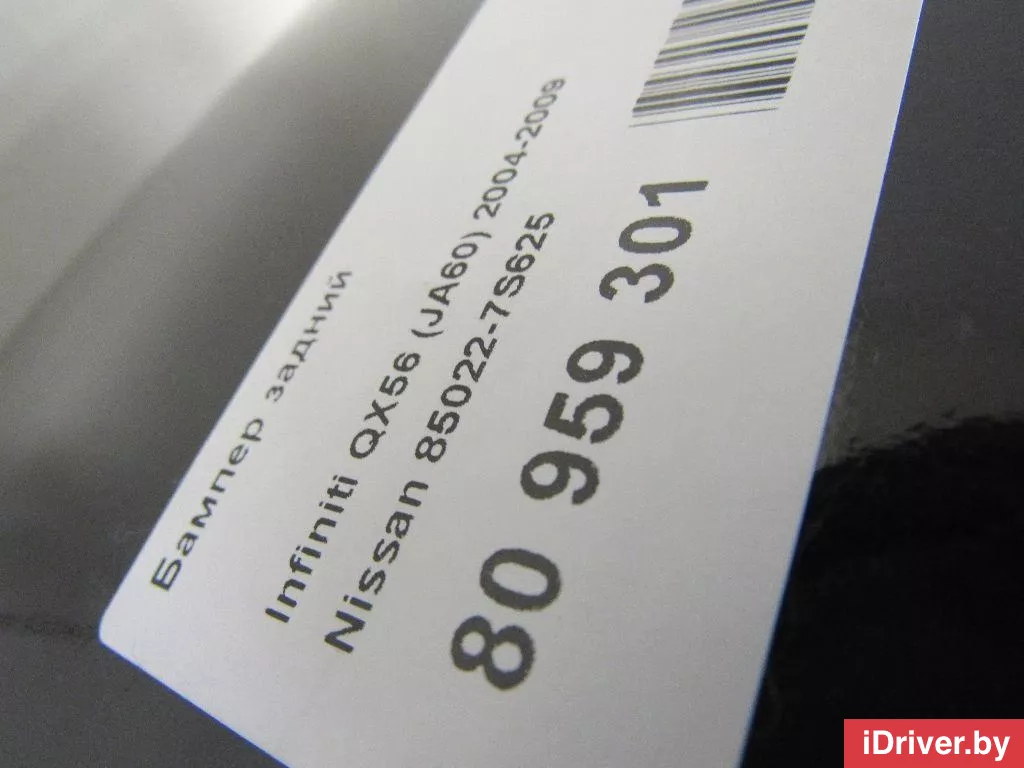 Бампер задний
Infiniti QX56 (JA60) 2004-2009
Nissan 85022-7S625
80 959 301
iDriver.by